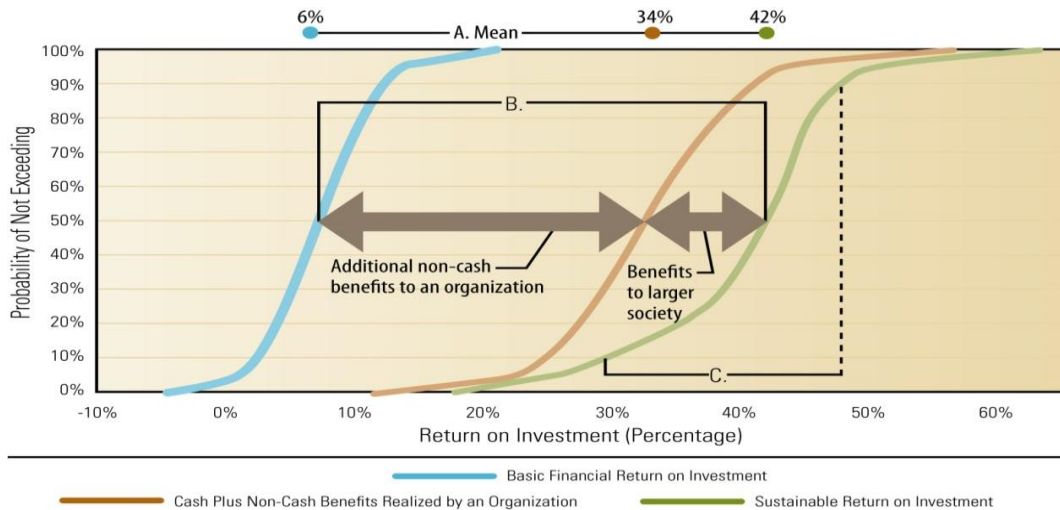 6% 34% 42%
A. Mean
100%
90%
80%
70%
60%
50%
40%
30%
20%
10%
0%
Probability of Not Exceeding
B.
Additional non-cash
benefits to an organization
Benefits
to larger
society
C.
-10% 0% 10% 20% 30% 40% 50% 60%
Return on Investment (Percentage)
Basic Financial Return on Investment
Cash Plus Non-Cash Benefits Realized by an Organization
Sustainable Return on Investment